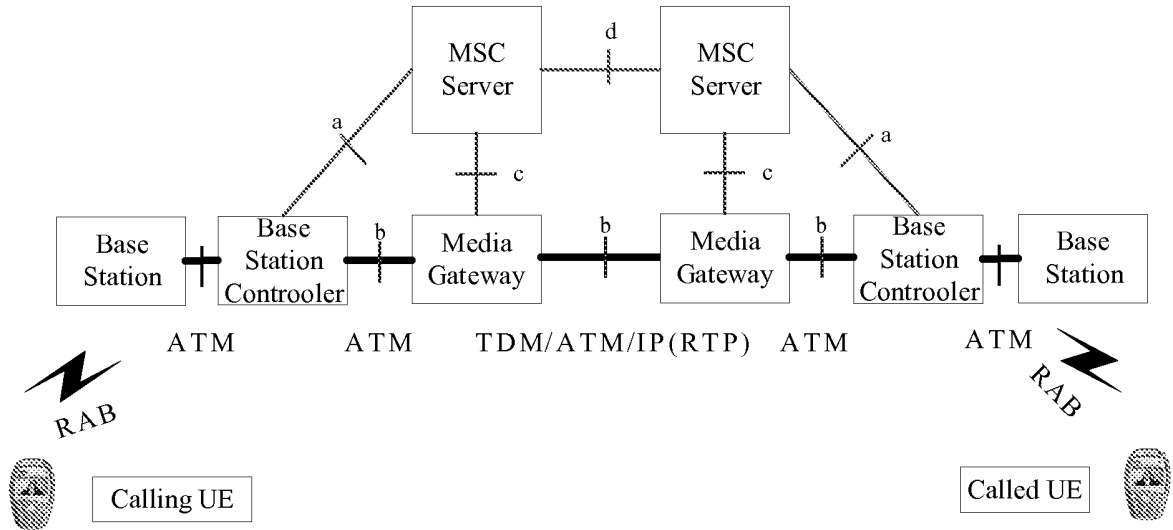 d
MSC
Server
MSC
Server
a
a
c
c
Base
Station
Base
Station
Controoler
b
Media
Gateway
b
Media
Gateway
b
Base
Station
Controoler
Base
Station
ATM
ATM
TDM/ATM/IP(RTP)
ATM
ATM
RAB
RAB
Calling UE
Called UE